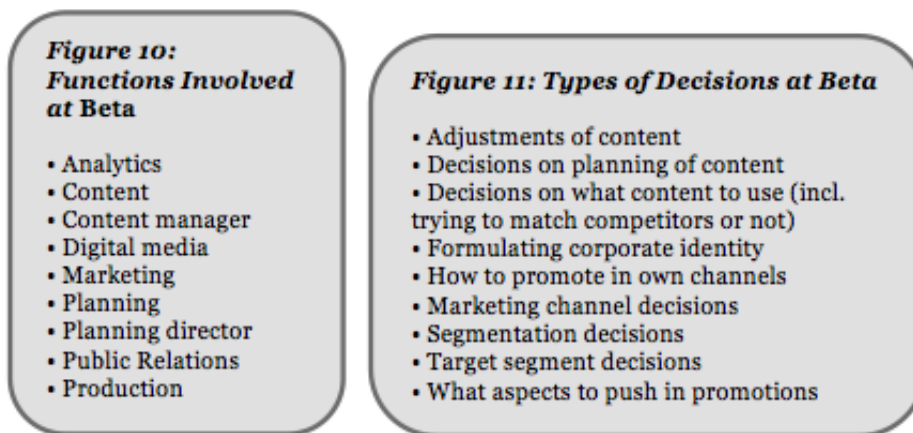 Figure 10:
Functions Involved
at Beta
• Analytics
• Content
• Content manager
• Digital media
• Marketing
• Planning
• Planning director
• Public Relations
• Production
Figure 11: Types of Decisions at Beta
• Adjustments of content
• Decisions on planning of content
• Decisions on what content to use (incl.
trying to match competitors or not)
• Formulating corporate identity
• How to promote in own channels
• Marketing channel decisions
• Segmentation decisions
• Target segment decisions
• What aspects to push in promotions